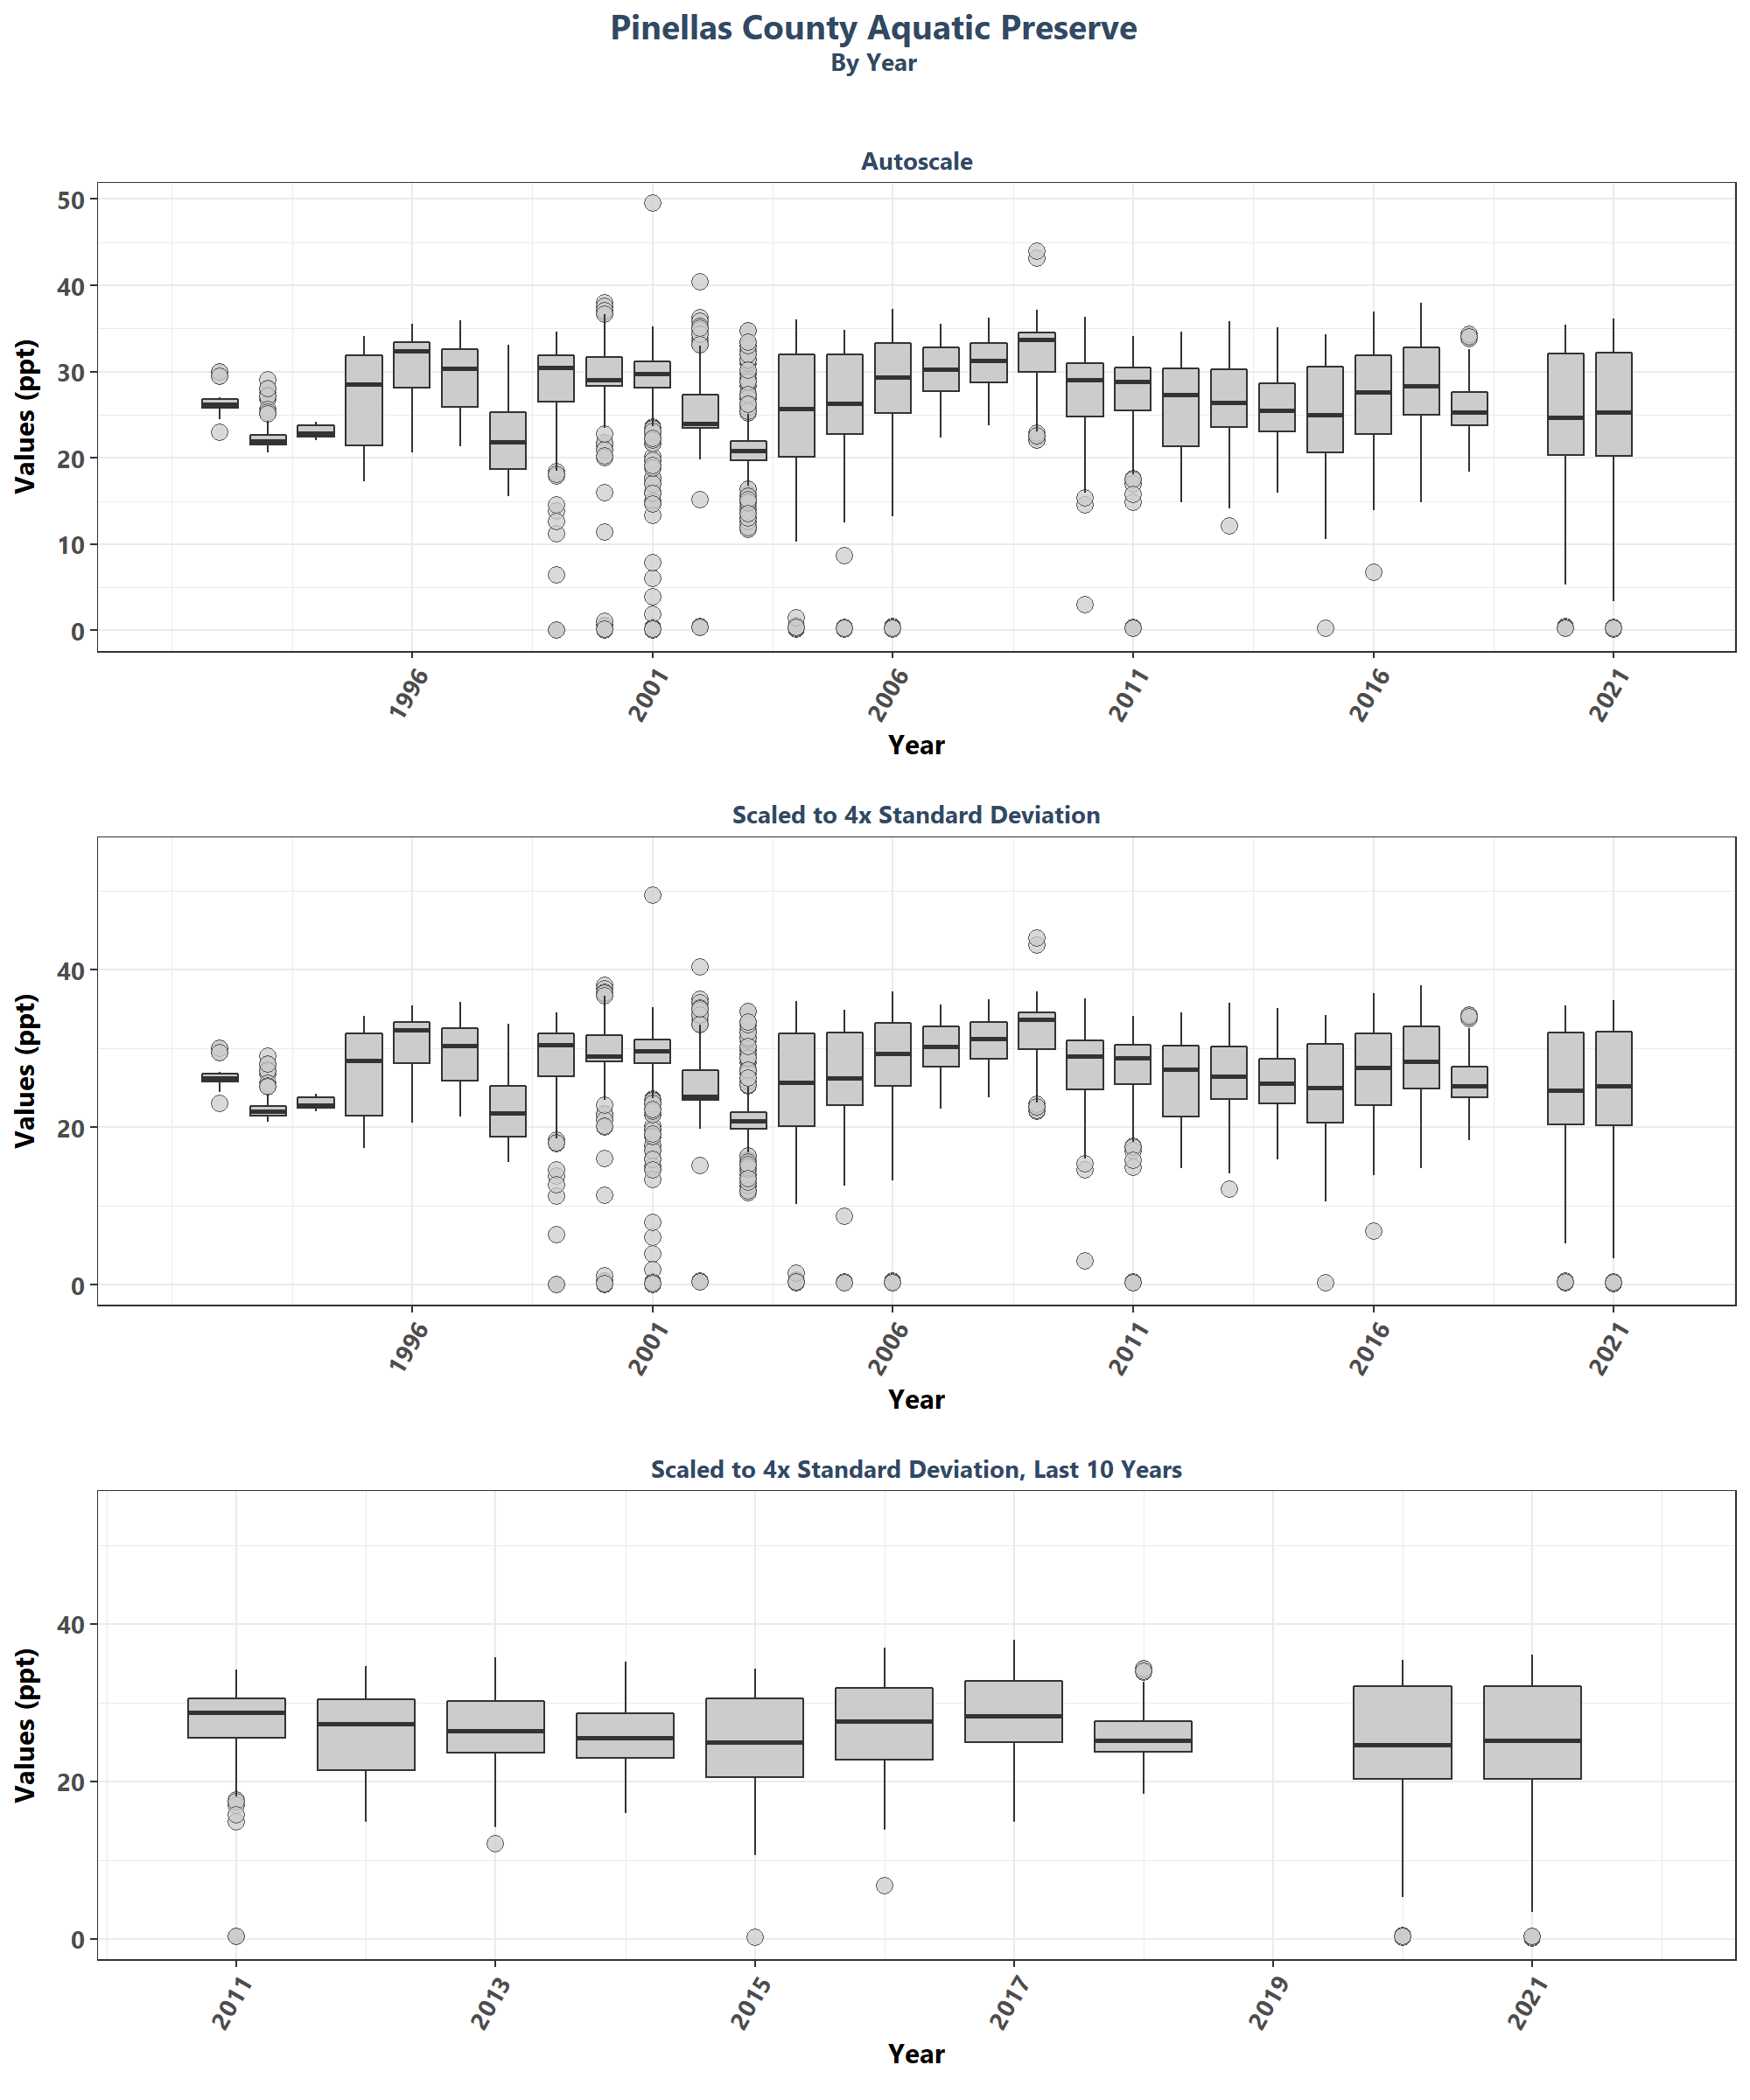 Pinellas County Aquatic Preserve
By Year
Autoscale
Values (ppt)
50
40
30
20
10
0
1996
2001
2006
2011
2016
2021
Year
Scaled to 4x Standard Deviation
Values (ppt)
40
20
0
1996
2001
2006
2011
2016
2021
Year
Scaled to 4x Standard Deviation, Last 10 Years
Values (ppt)
40
20
0
2011
2013
2015
2017
2019
2021
Year